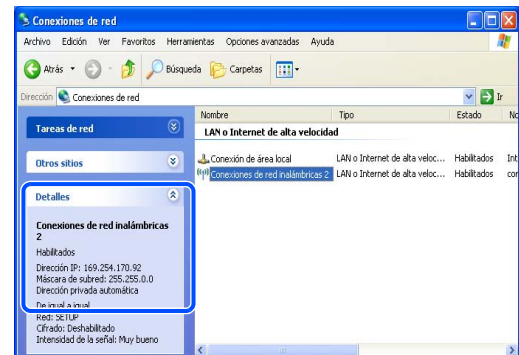 Conexiones de red
Archivo Edición Ver Favoritos Herramientas Opciones avanzadas Ayuda
Atrás Búsqueda Carpetas
Dirección Conexiones de red Ir
Nombre Tipo Estado
Tareas de red
LAN o Internet de alta velocidad
Otros sitios
Conexión de área local LAN o Internet de alta veloc... Habilitados Int
Conexiones de red inalámbricas 2 LAN o Internet de alta veloc... Habilitados cor
Detalles
Conexiones de red inalámbricas
2
Habilitados
Dirección IP: 169.254.170.92
Máscara de subred: 255.255.0.0
Dirección privada automática
De igual a igual
Red: SETUP
Cifrado: Deshabilitado
Intensidad de la señal: Muy bueno